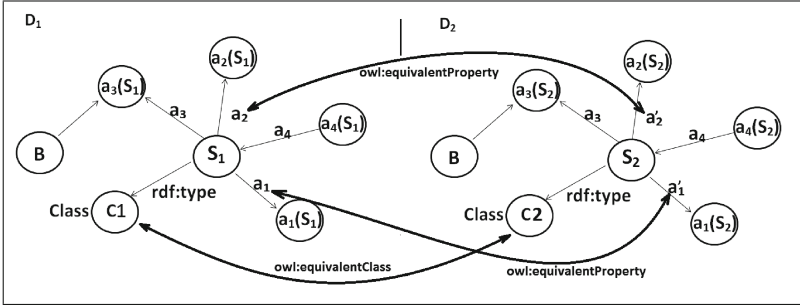 D1
D2
a2(S1)
a2(S2)
owl:equivalentProperty
a3(S1)
a3(S2)
a3
a2
a3
a'2
a4
a4(S1)
a4
a4(S2)
B
S1
B
S2
rdf:type
a1
rdf:type
a'1
Class C1
a1(S1)
Class C2
a1(S2)
owl:equivalentClass
owl:equivalentProperty